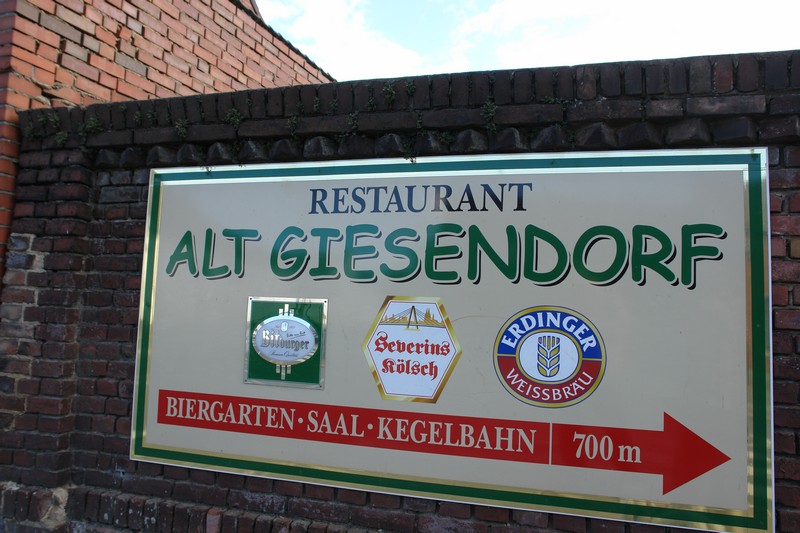 RESTAURANT
ALT GIESENDORF
Bitburger
Severins
Kölsch
ERDINGER
WEISSBRÄU
BIERGARTEN·SAAL·KEGELBAHN 700 m